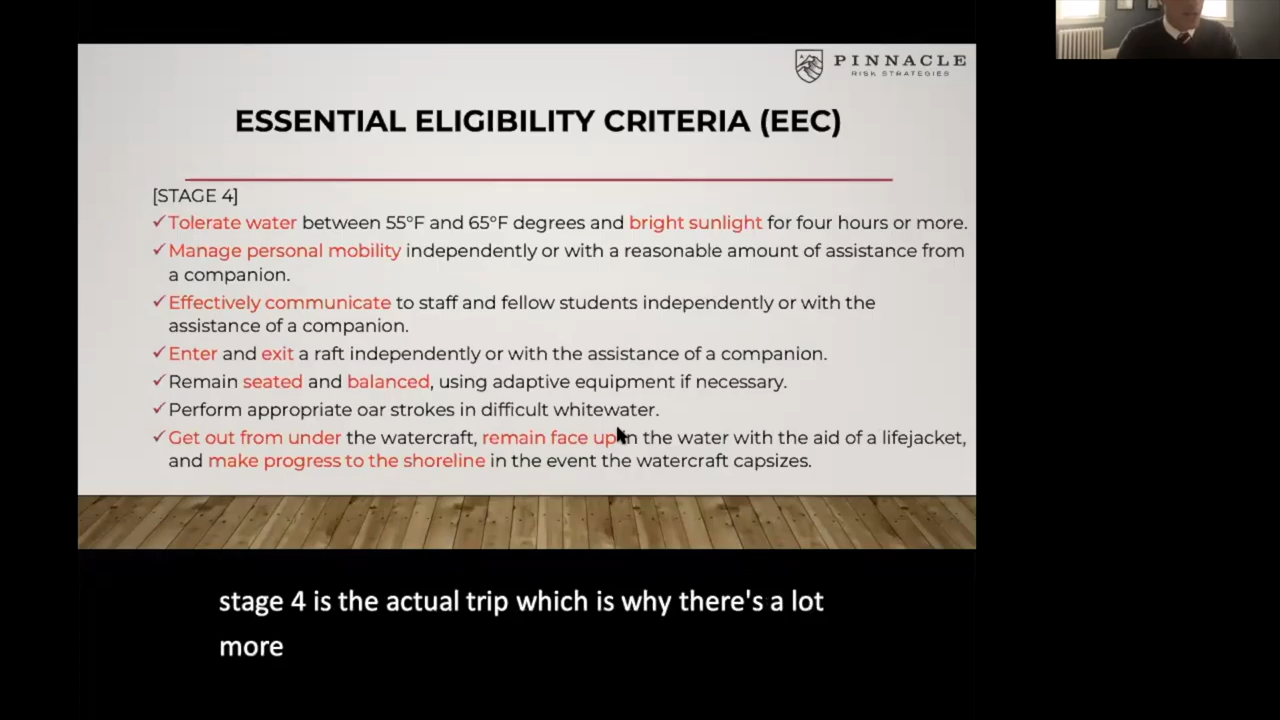 PINNACLE
RISK STRATEGIES
ESSENTIAL ELIGIBILITY CRITERIA (EEC)
[STAGE 4]
✓Tolerate water between 55°F and 65°F degrees and bright sunlight for four hours or more.
✓Manage personal mobility independently or with a reasonable amount of assistance from
a companion.
✓Effectively communicate to staff and fellow students independently or with the
assistance of a companion.
✓Enter and exit a raft independently or with the assistance of a companion.
✓Remain seated and balanced, using adaptive equipment if necessary.
✓Perform appropriate oar strokes in difficult whitewater.
✓Get out from under the watercraft, remain face up in the water with the aid of a lifejacket,
and make progress to the shoreline in the event the watercraft capsizes.
stage 4 is the actual trip which is why there's a lot
more